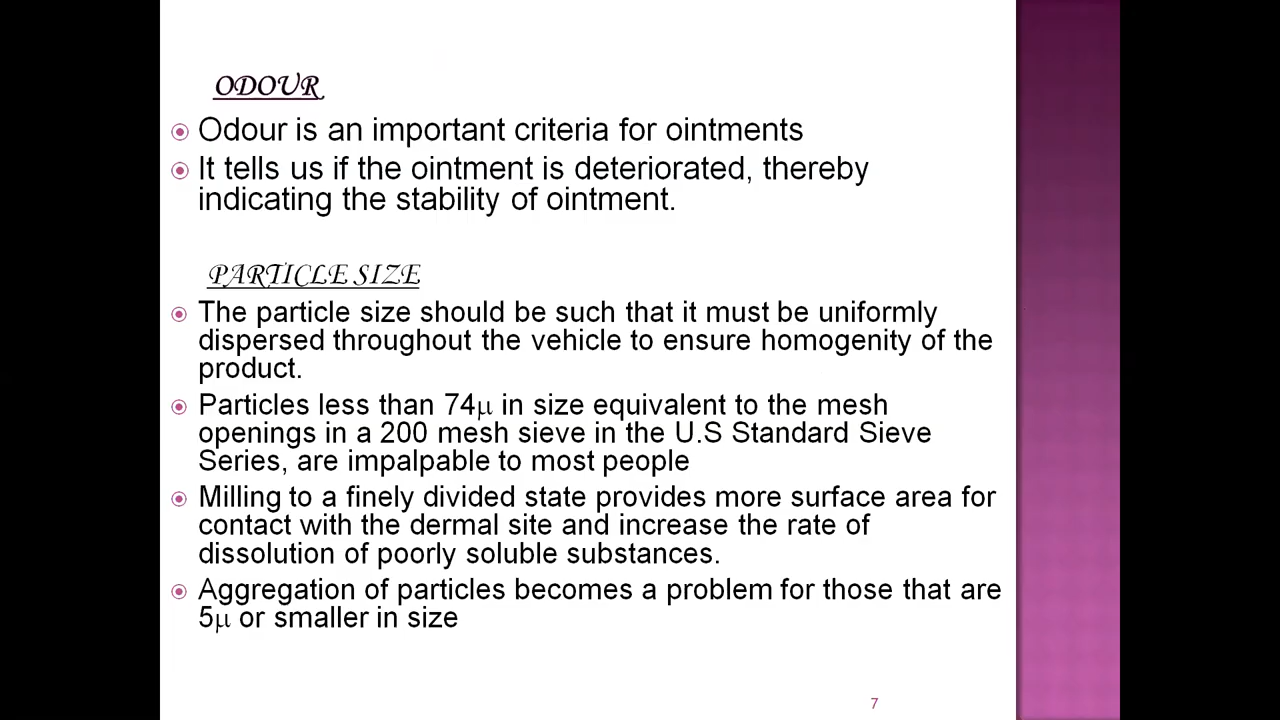 ODOUR
Odour is an important criteria for ointments
It tells us if the ointment is deteriorated, thereby
indicating the stability of ointment.
PARTICLE SIZE
The particle size should be such that it must be uniformly
dispersed throughout the vehicle to ensure homogenity of the
product.
Particles less than 74μ in size equivalent to the mesh
openings in a 200 mesh sieve in the U.S Standard Sieve
Series, are impalpable to most people
Milling to a finely divided state provides more surface area for
contact with the dermal site and increase the rate of
dissolution of poorly soluble substances.
Aggregation of particles becomes a problem for those that are
5μ or smaller in size
7